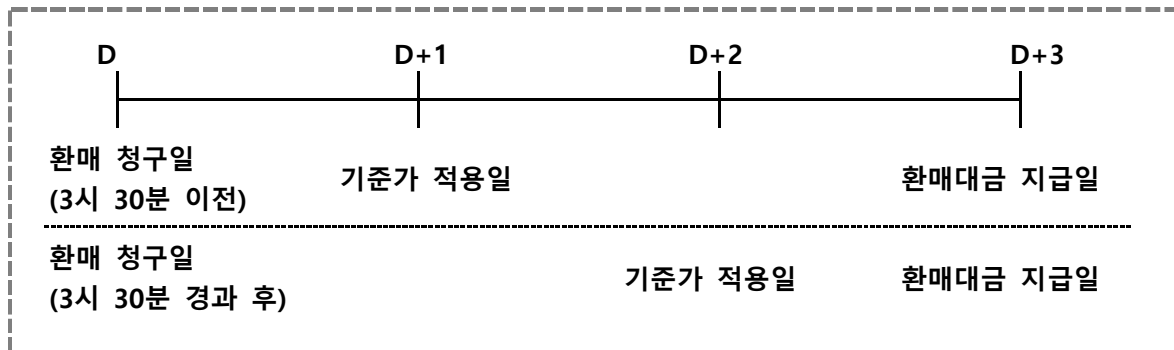 D D+1 D+2 D+3
환매 청구일
(3시 30분 이전)
기준가 적용일
환매대금 지급일
환매 청구일
(3시 30분 경과 후)
기준가 적용일
환매대금 지급일